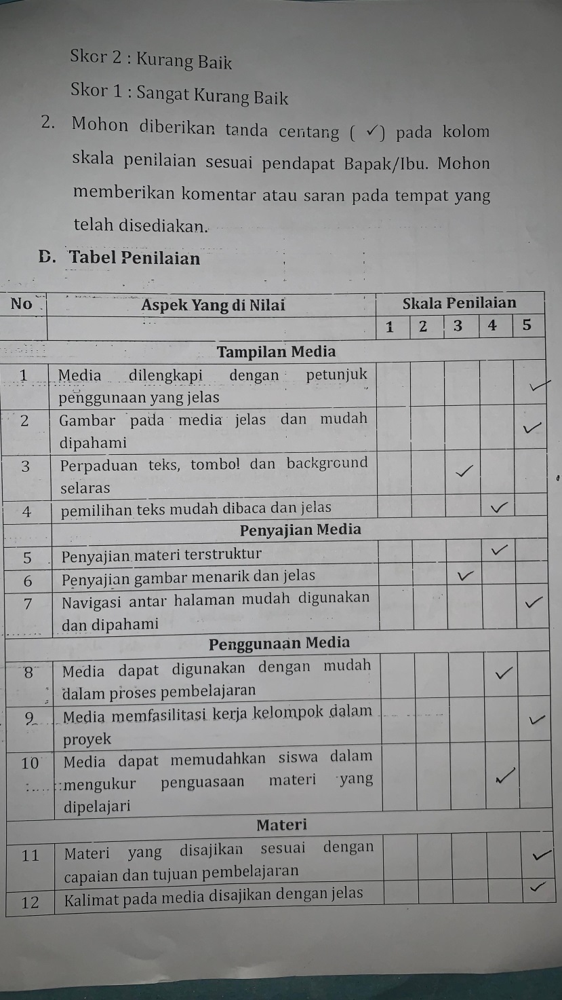 Skor 2 : Kurang Baik
Skor 1 : Sangat Kurang Baik
2. Mohon diberikan tanda centang ( ✓) pada kolom
skala penilaian sesuai pendapat Bapak/Ibu. Mohon
memberikan komentar atau saran pada tempat yang
telah disediakan.
D. Tabel Penilaian
No Aspek Yang di Nilai Skala Penilaian
1 2 3 4 5
Tampilan Media
1 Media dilengkapi dengan petunjuk
penggunaan yang jelas ✓
2 Gambar pada media jelas dan mudah
dipahami ✓
3 Perpaduan teks, tombol dan background
selaras ✓
4 pemilihan teks mudah dibaca dan jelas ✓
Penyajian Media
5 Penyajian materi terstruktur ✓
6 Penyajian gambar menarik dan jelas ✓
7 Navigasi antar halaman mudah digunakan
dan dipahami ✓
Penggunaan Media
8 Media dapat digunakan dengan mudah
dalam proses pembelajaran ✓
9 Media memfasilitasi kerja kelompok dalam
proyek ✓
10 Media dapat memudahkan siswa dalam
mengukur penguasaan materi yang
dipelajari ✓
Materi
11 Materi yang disajikan sesuai dengan
capaian dan tujuan pembelajaran ✓
12 Kalimat pada media disajikan dengan jelas ✓